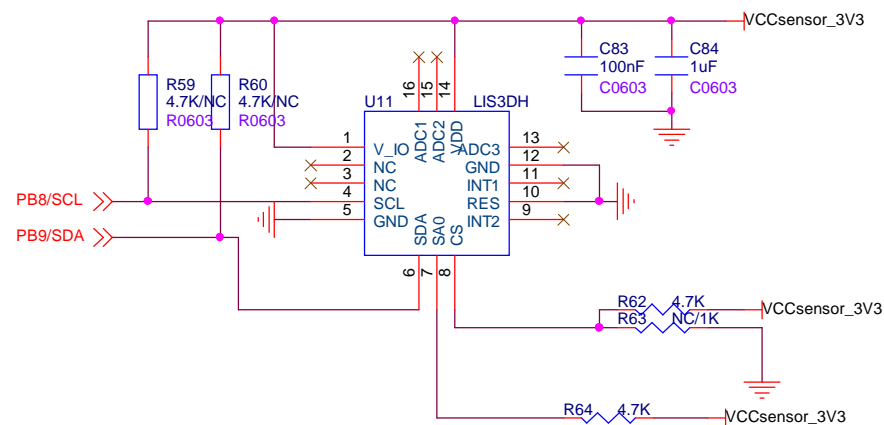 VCCsensor_3V3
R59
4.7K/NC
R0603
R60
4.7K/NC
R0603
C83
100nF
C0603
C84
1uF
C0603
U11
LIS3DH
16
15
14
ADC1
ADC2
VDD
1
V_IO
2
NC
3
NC
4
SCL
5
GND
13
ADC3
12
GND
11
INT1
10
RES
9
INT2
SDA
SA0
CS
6
7
8
PB8/SCL
PB9/SDA
R62
4.7K
VCCsensor_3V3
R63
NC/1K
R64
4.7K
VCCsensor_3V3